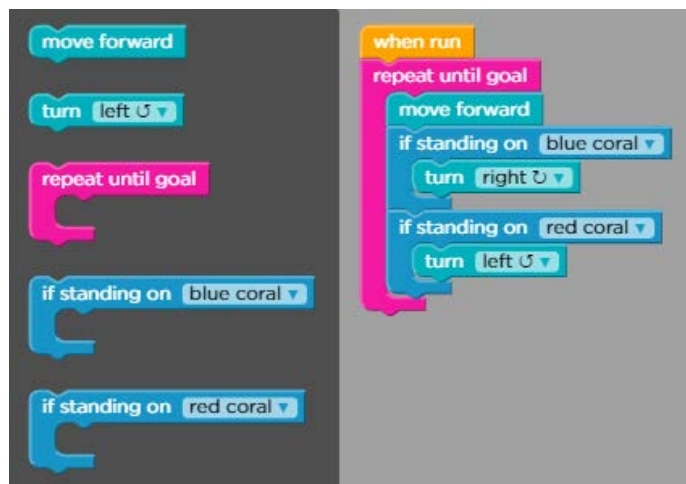 move forward
turn left ↺ ▼
repeat until goal
if standing on blue coral ▼
if standing on red coral ▼
when run
repeat until goal
move forward
if standing on blue coral ▼
turn right ↻ ▼
if standing on red coral ▼
turn left ↺ ▼